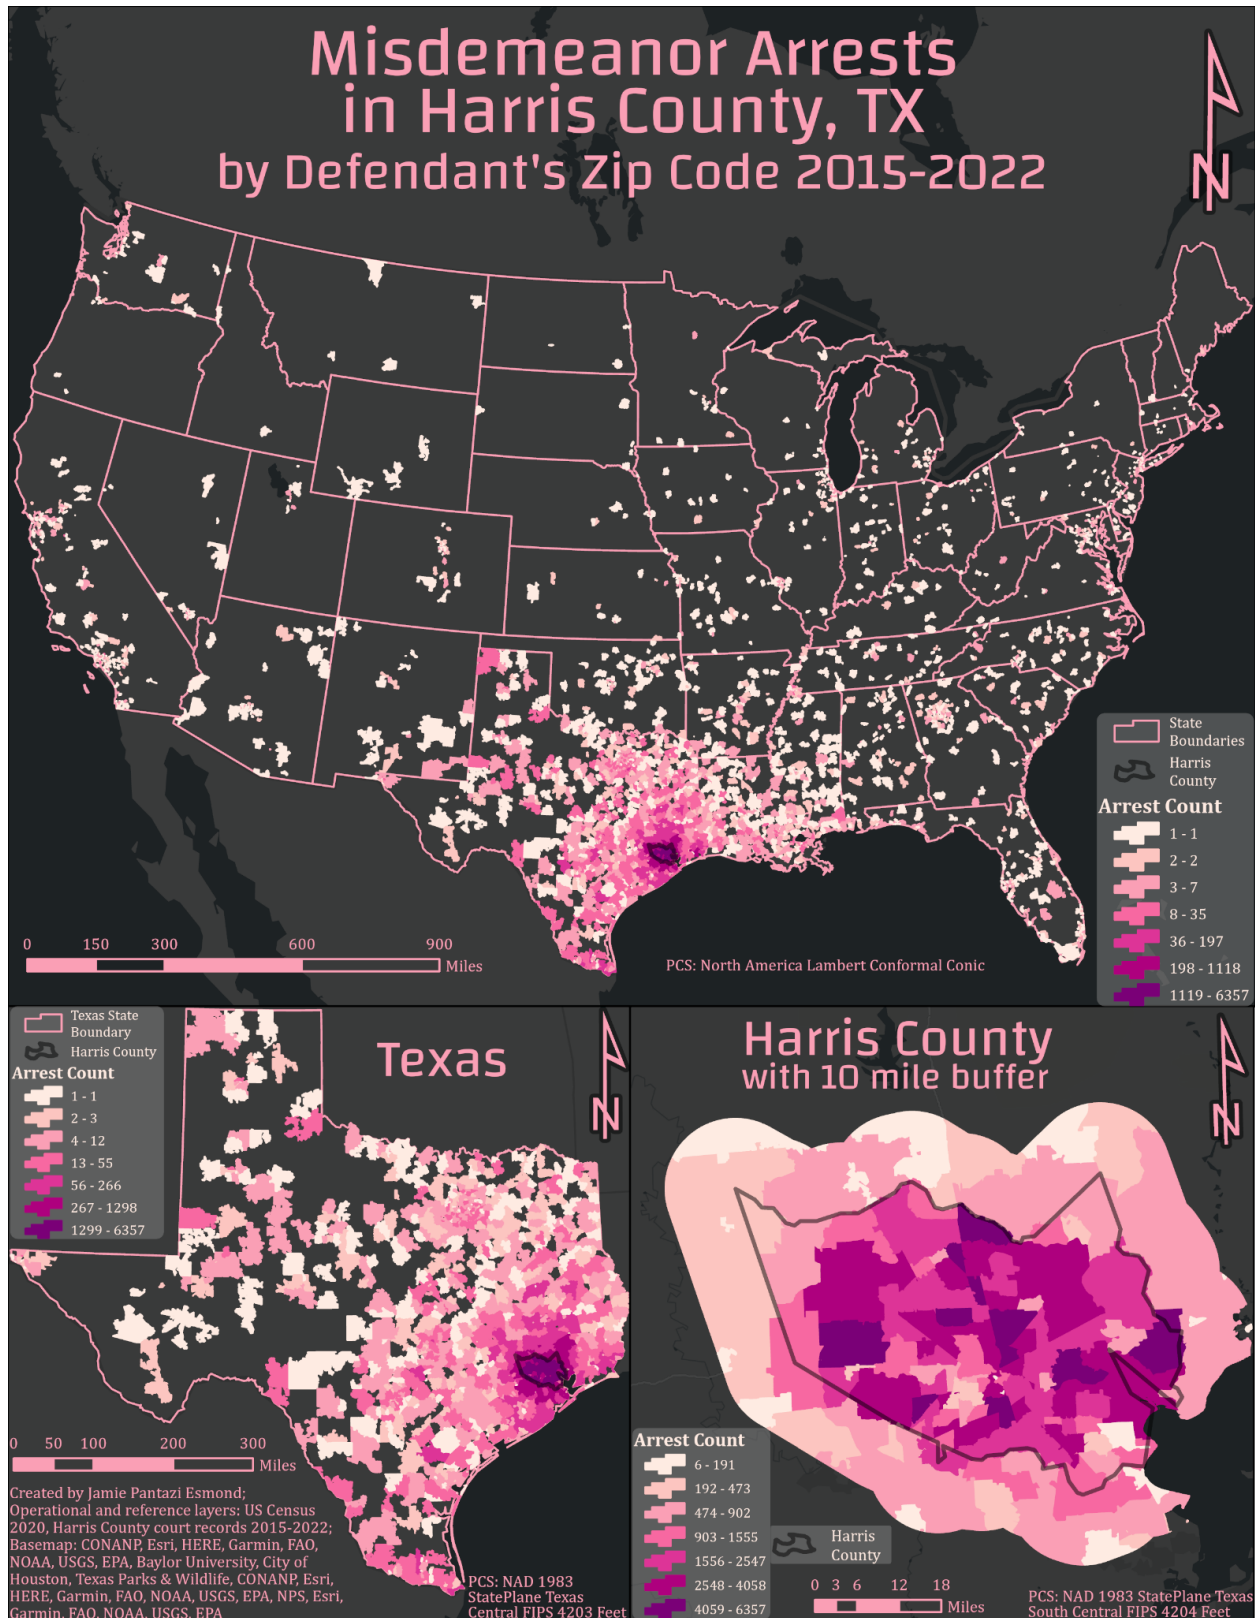 Misdemeanor Arrests
in Harris County, TX
by Defendant's Zip Code 2015-2022
N
State
Boundaries
Harris
County
Arrest Count
1 - 1
2 - 2
3 - 7
8 - 35
36 - 197
198 - 1118
1119 - 6357
0 150 300 600 900
Miles
PCS: North America Lambert Conformal Conic
Texas State
Boundary
Harris County
Arrest Count
1 - 1
2 - 3
4 - 12
13 - 55
56 - 266
267 - 1298
1299 - 6357
Texas
N
0 50 100 200 300
Miles
Created by Jamie Pantazi Esmond;
Operational and reference layers: US Census
2020, Harris County court records 2015-2022;
Basemap: CONANP, Esri, HERE, Garmin, FAO,
NOAA, USGS, EPA, Baylor University, City of
Houston, Texas Parks & Wildlife, CONANP, Esri,
HERE, Garmin, FAO, NOAA, USGS, EPA, NPS, Esri,
Garmin, FAO, NOAA, USGS, EPA
PCS: NAD 1983
StatePlane Texas
Central FIPS 4203 Feet
Harris County
with 10 mile buffer
N
Arrest Count
6 - 191
192 - 473
474 - 902
903 - 1555
1556 - 2547
2548 - 4058
4059 - 6357
Harris
County
0 3 6 12 18
Miles
PCS: NAD 1983 StatePlane Texas
South Central FIPS 4204 Feet